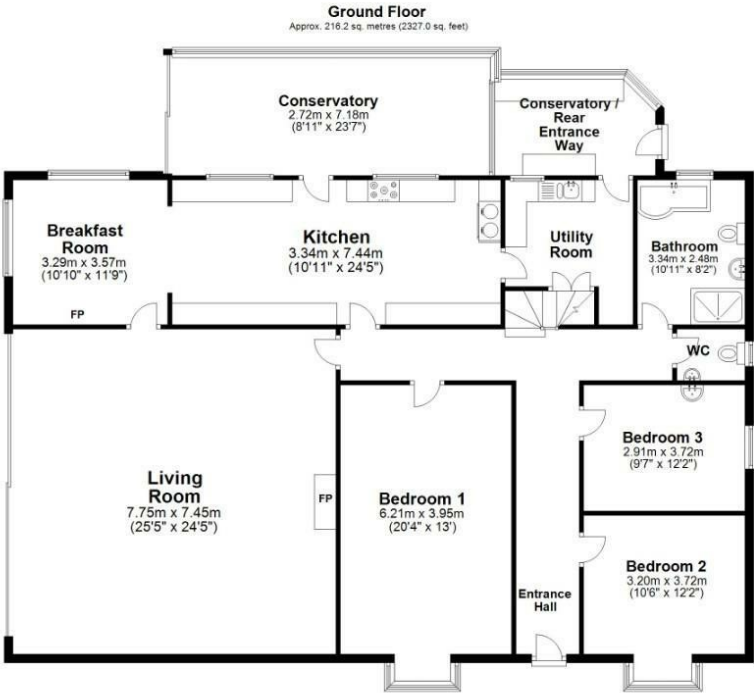 Ground Floor
Approx. 216.2 sq. metres (2327.0 sq. feet)
Conservatory
2.72m x 7.18m
(8'11" x 23'7")
Conservatory /
Rear
Entrance
Way
Breakfast
Room
3.29m x 3.57m
(10'10" x 11'9")
FP
Kitchen
3.34m x 7.44m
(10'11" x 24'5")
Utility
Room
Bathroom
3.34m x 2.48m
(10'11" x 8'2")
WC
Living
Room
7.75m x 7.45m
(25'5" x 24'5")
FP
Bedroom 1
6.21m x 3.95m
(20'4" x 13')
Bedroom 3
2.91m x 3.72m
(9'7" x 12'2")
Bedroom 2
3.20m x 3.72m
(10'6" x 12'2")
Entrance
Hall